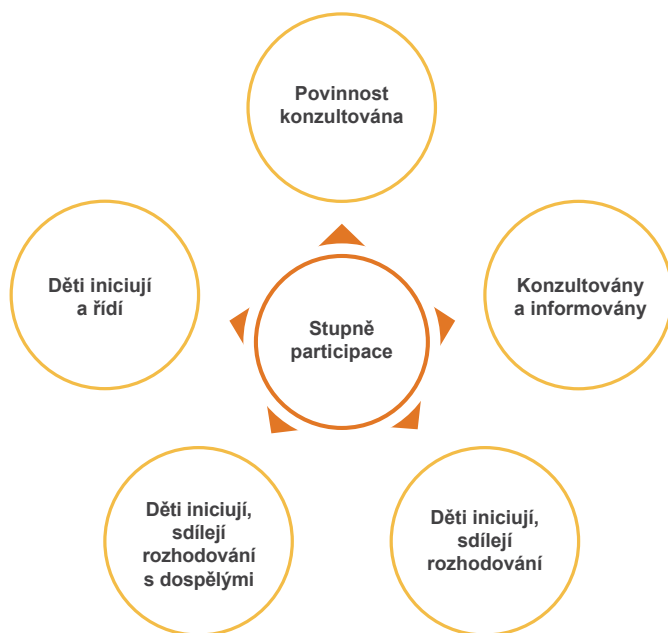 Povinnost
konzultována
Děti iniciují
a řídí
Konzultovány
a informovány
Stupně
participace
Děti iniciují,
sdílejí
rozhodování
s dospělými
Děti iniciují,
sdílejí
rozhodování